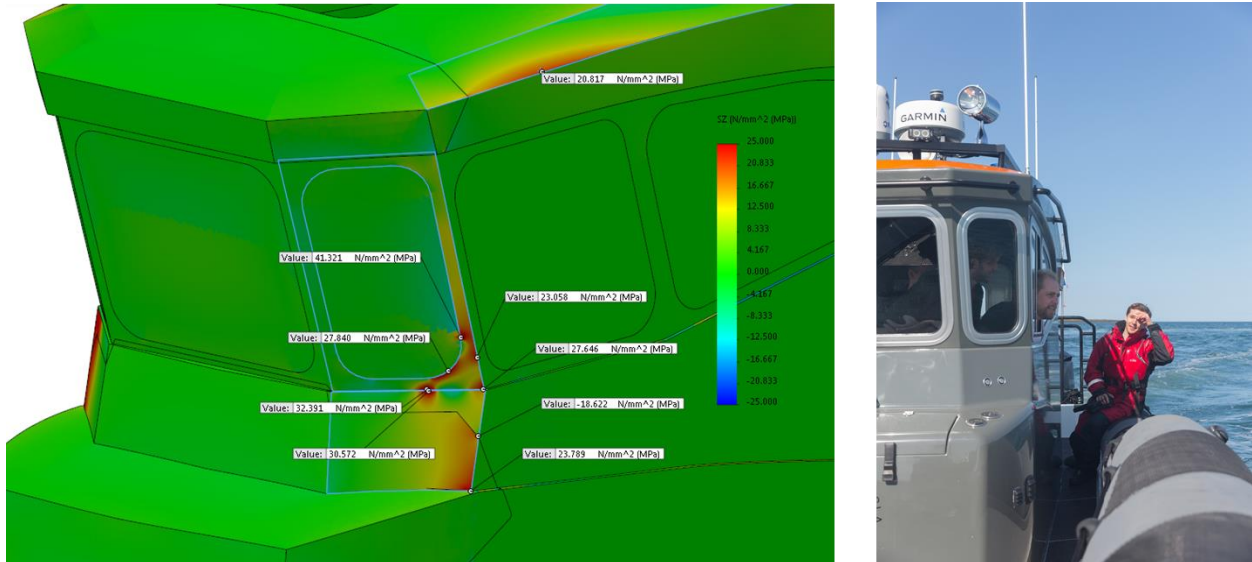 Value: 20.817 N/mm^2 (MPa)
SZ (N/mm^2 (MPa))
25.000
20.833
16.667
12.500
8.333
4.167
0.000
-4.167
-8.333
-12.500
-16.667
-20.833
-25.000
Value: 41.321 N/mm^2 (MPa)
Value: 23.058 N/mm^2 (MPa)
Value: 27.840 N/mm^2 (MPa)
Value: 27.646 N/mm^2 (MPa)
Value: 32.391 N/mm^2 (MPa)
Value: -18.622 N/mm^2 (MPa)
Value: 30.572 N/mm^2 (MPa)
Value: 23.789 N/mm^2 (MPa)
GARMIN